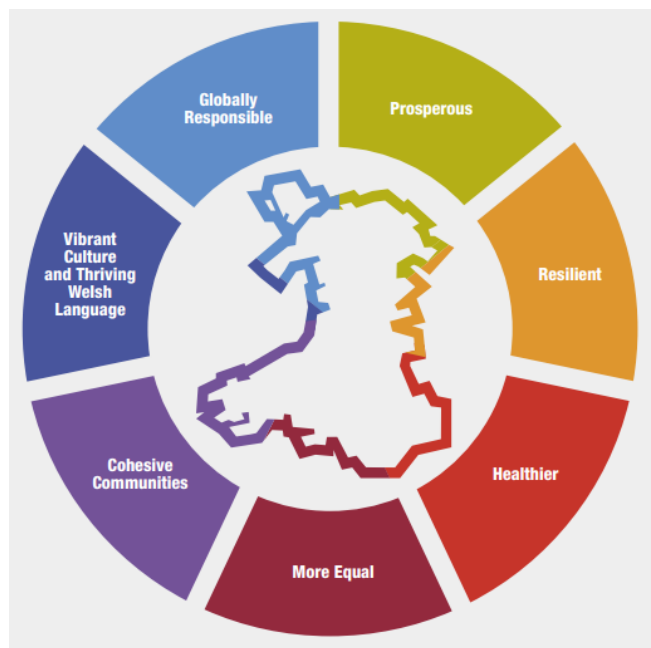 Globally
Responsible
Prosperous
Resilient
Healthier
More Equal
Cohesive
Communities
Vibrant
Culture
and Thriving
Welsh
Language